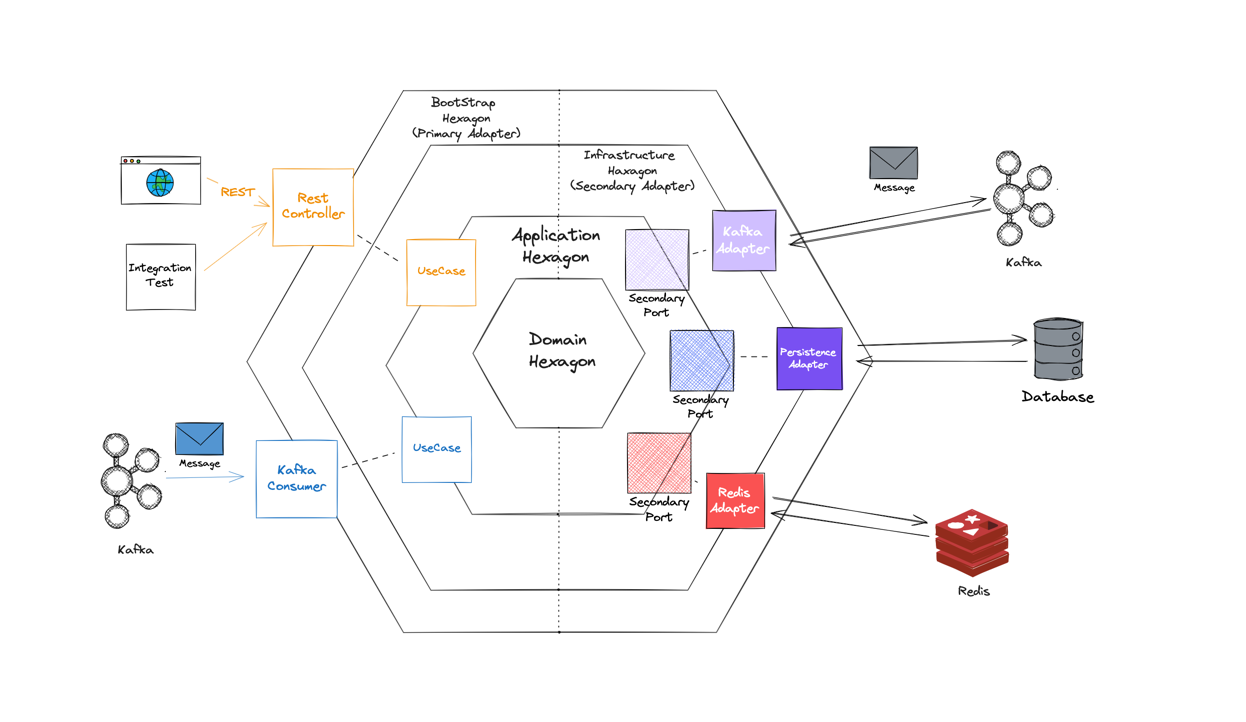 BootStrap
Hexagon
(Primary Adapter)
Infrastructure
Haxagon
(Secondary Adapter)
Message
REST
Rest
Controller
Kafka
Adapter
Application
Hexagon
UseCase
Integration
Test
Kafka
Secondary
Port
Domain
Hexagon
Persistence
Adapter
Database
Secondary
Port
UseCase
Message
Kafka
Consumer
Redis
Adapter
Secondary
Port
Kafka
Redis